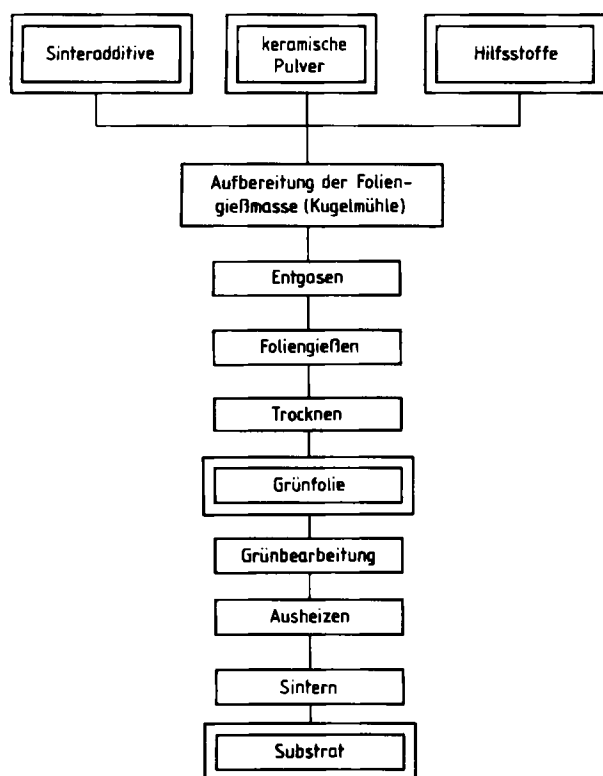 Sinteradditive
keramische
Pulver
Hilfsstoffe
Aufbereitung der Folien-
gießmasse (Kugelmühle)
Entgasen
Foliengießen
Trocknen
Grünfolie
Grünbearbeitung
Ausheizen
Sintern
Substrat